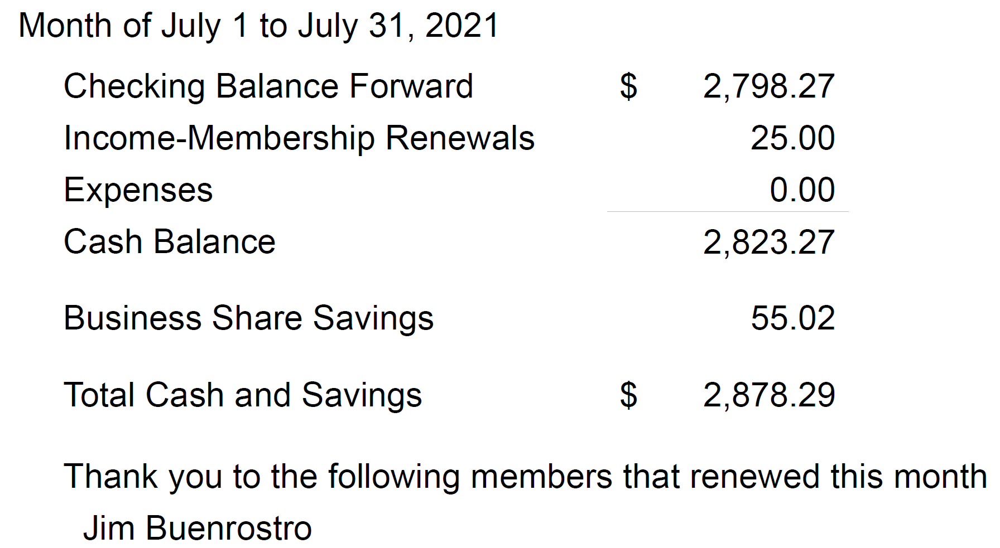 Month of July 1 to July 31, 2021
Checking Balance Forward $ 2,798.27
Income-Membership Renewals 25.00
Expenses 0.00
Cash Balance 2,823.27
Business Share Savings 55.02
Total Cash and Savings $ 2,878.29
Thank you to the following members that renewed this month
Jim Buenrostro